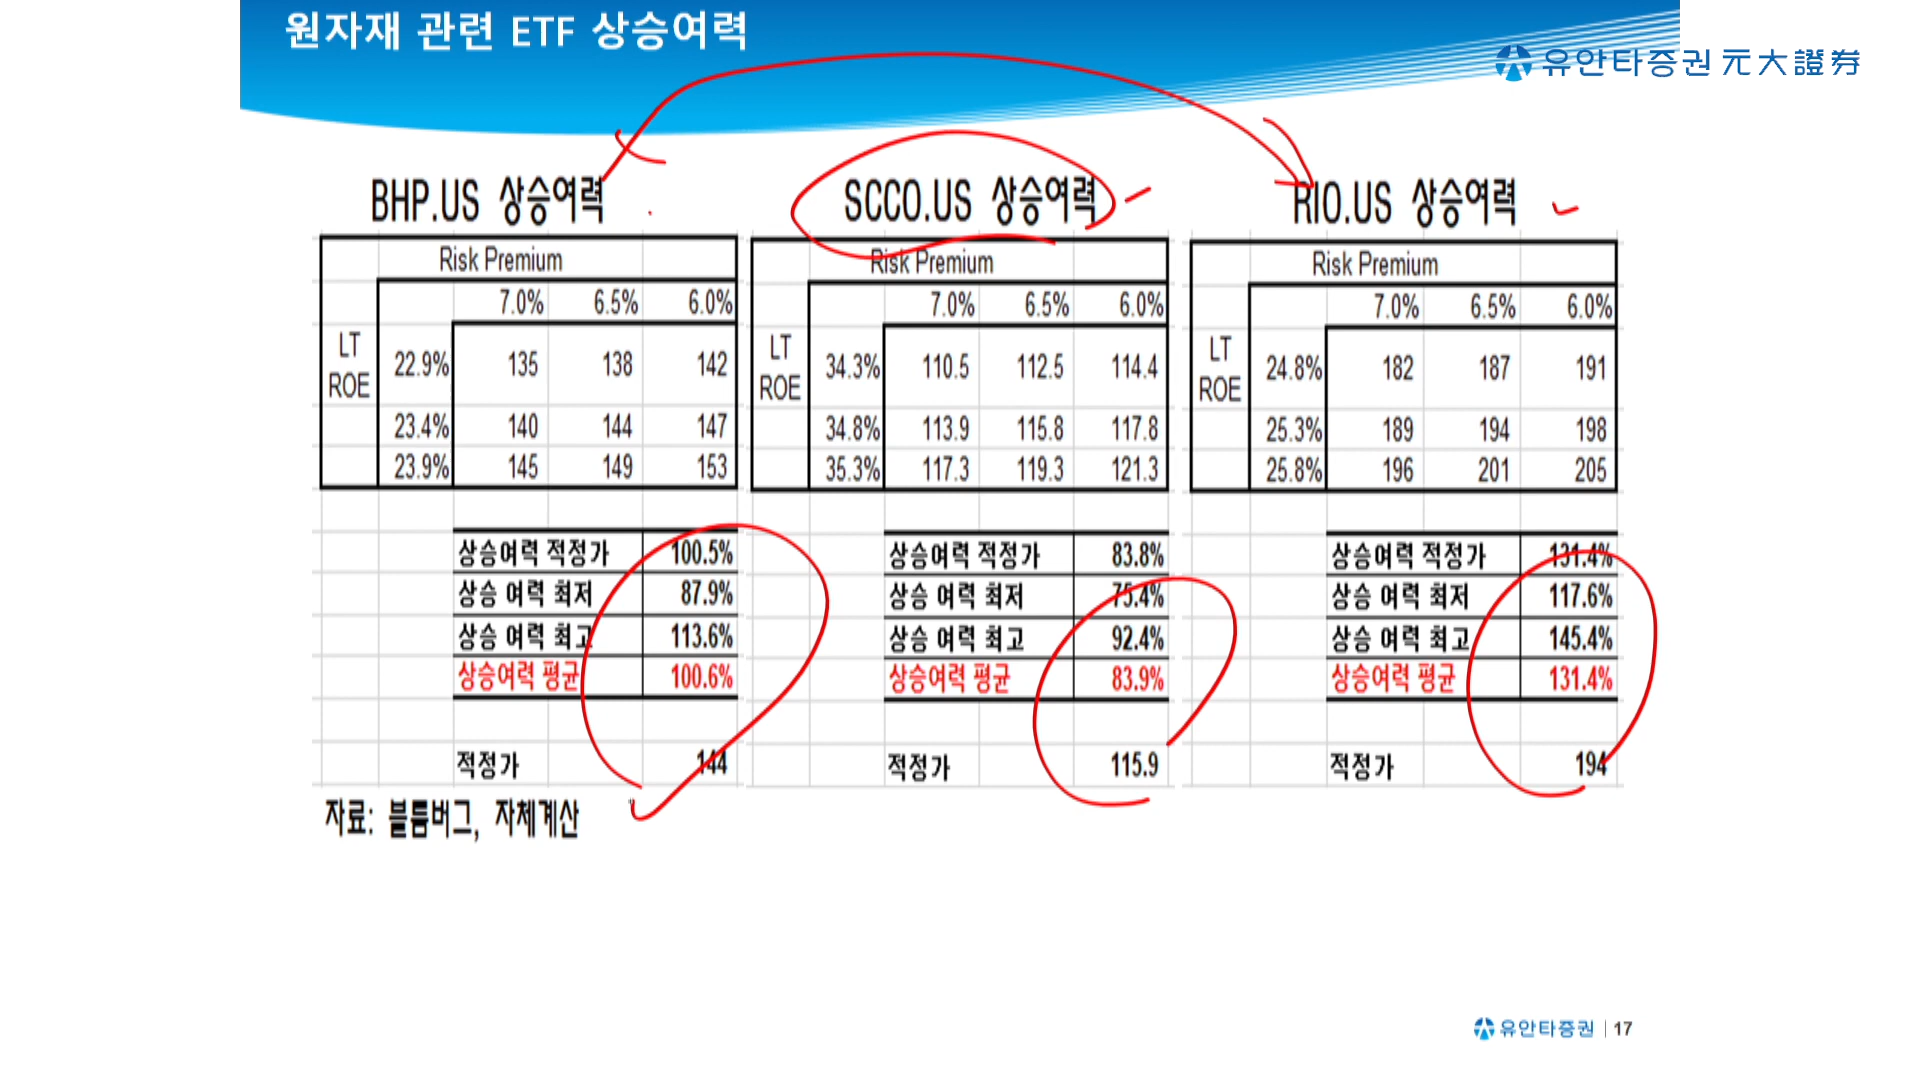 원자재 관련 ETF 상승여력
유안타증권 元大證券
BHP.US 상승여력
Risk Premium
7.0% 6.5% 6.0%
LT ROE
22.9% 135 138 142
23.4% 140 144 147
23.9% 145 149 153
상승여력 적정가 100.5%
상승 여력 최저 87.9%
상승 여력 최고 113.6%
상승여력 평균 100.6%
적정가 144
SCCO.US 상승여력
Risk Premium
7.0% 6.5% 6.0%
LT ROE
34.3% 110.5 112.5 114.4
34.8% 113.9 115.8 117.8
35.3% 117.3 119.3 121.3
상승여력 적정가 83.8%
상승 여력 최저 75.4%
상승 여력 최고 92.4%
상승여력 평균 83.9%
적정가 115.9
RIO.US 상승여력
Risk Premium
7.0% 6.5% 6.0%
LT ROE
24.8% 182 187 191
25.3% 189 194 198
25.8% 196 201 205
상승여력 적정가 131.4%
상승 여력 최저 117.6%
상승 여력 최고 145.4%
상승여력 평균 131.4%
적정가 194
자료: 블룸버그, 자체계산
유안타증권 | 17